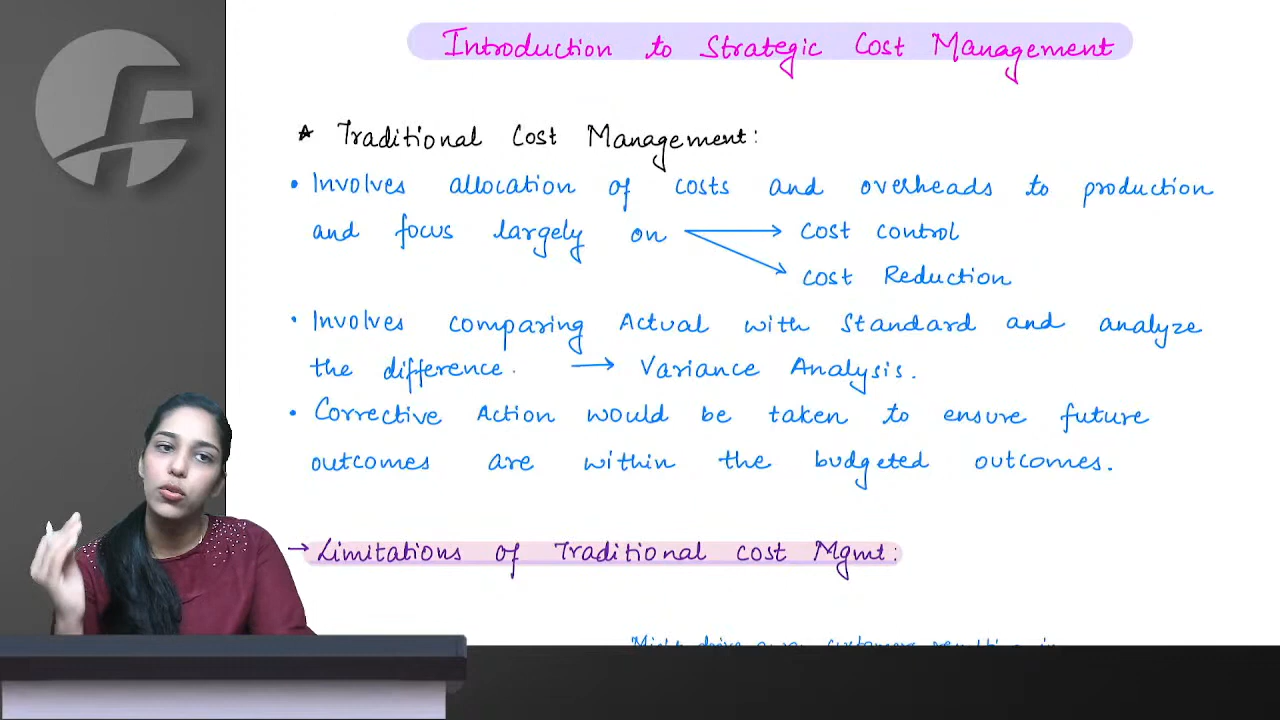 Introduction to Strategic Cost Management
* Traditional Cost Management:
• Involves allocation of costs and overheads to production
and focus largely on → cost control
→ cost Reduction
• Involves comparing Actual with Standard and analyze
the difference. → Variance Analysis.
• Corrective Action would be taken to ensure future
outcomes are within the budgeted outcomes.
→ Limitations of Traditional cost Mgmt: